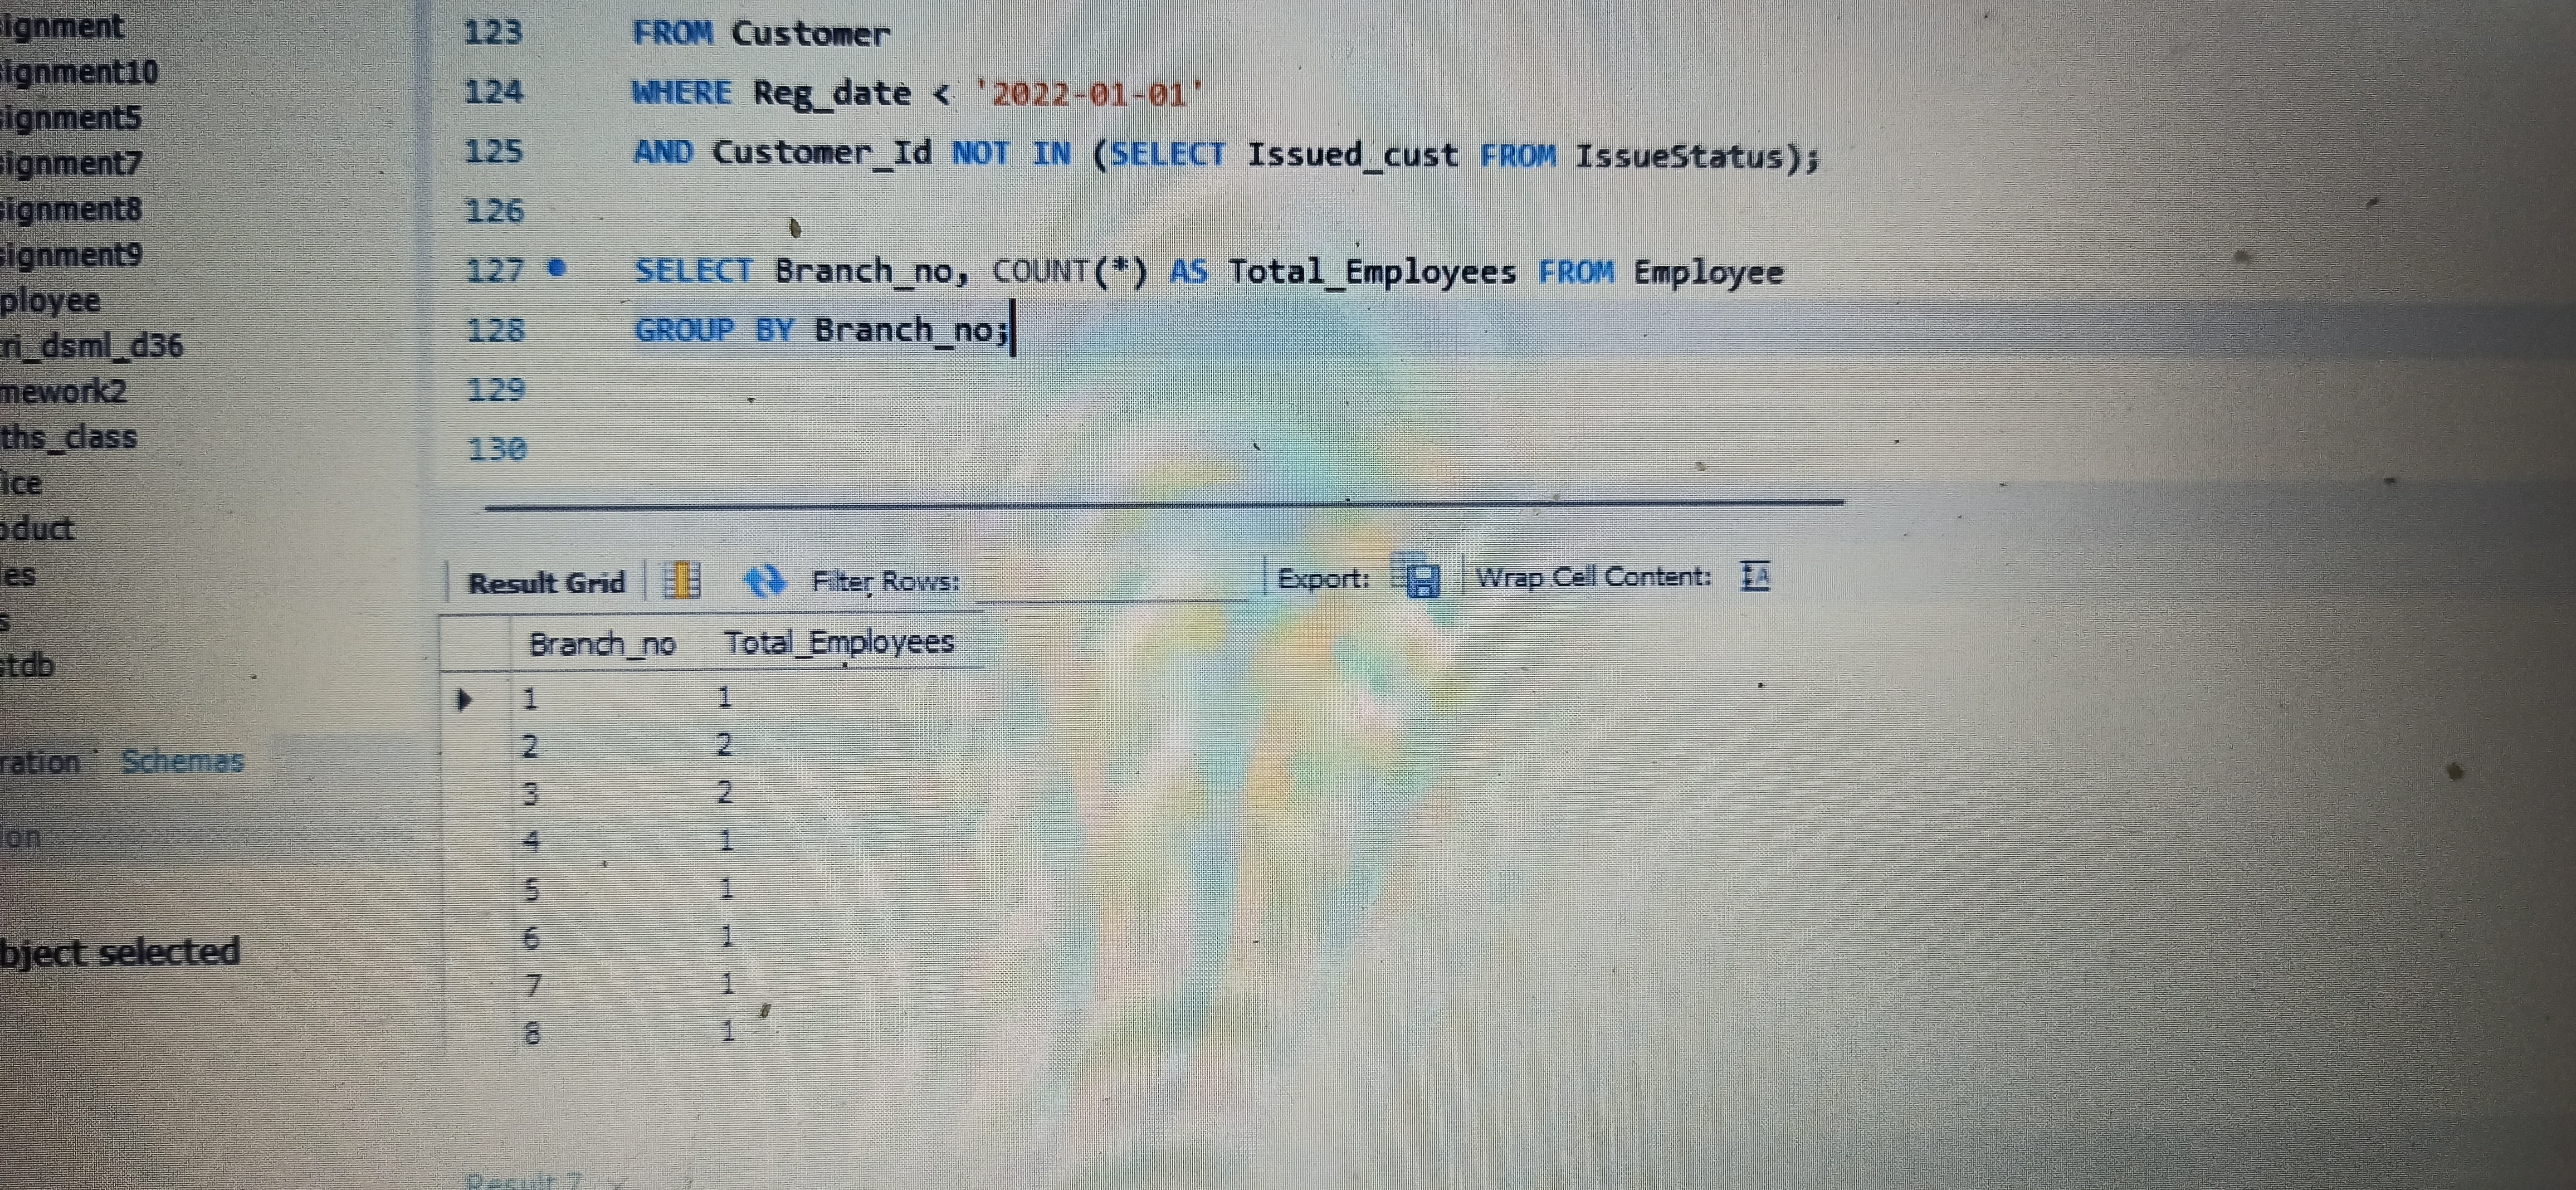 ignment
ignment10
ignment5
ignment7
ignment8
ignment9
ployee
ri_dsml_d36
mework2
ths_class
ice
oduct
es
s
tdb
ration Schemas
ion
bject selected
123 FROM Customer
124 WHERE Reg_date < '2022-01-01'
125 AND Customer_Id NOT IN (SELECT Issued_cust FROM IssueStatus);
126
127 SELECT Branch_no, COUNT(*) AS Total_Employees FROM Employee
128 GROUP BY Branch_no;
129
130
Result Grid Filter Rows: Export: Wrap Cell Content: IA
Branch_no Total_Employees
1 1
2 2
3 2
4 1
5 1
6 1
7 1
8 1
Result 7